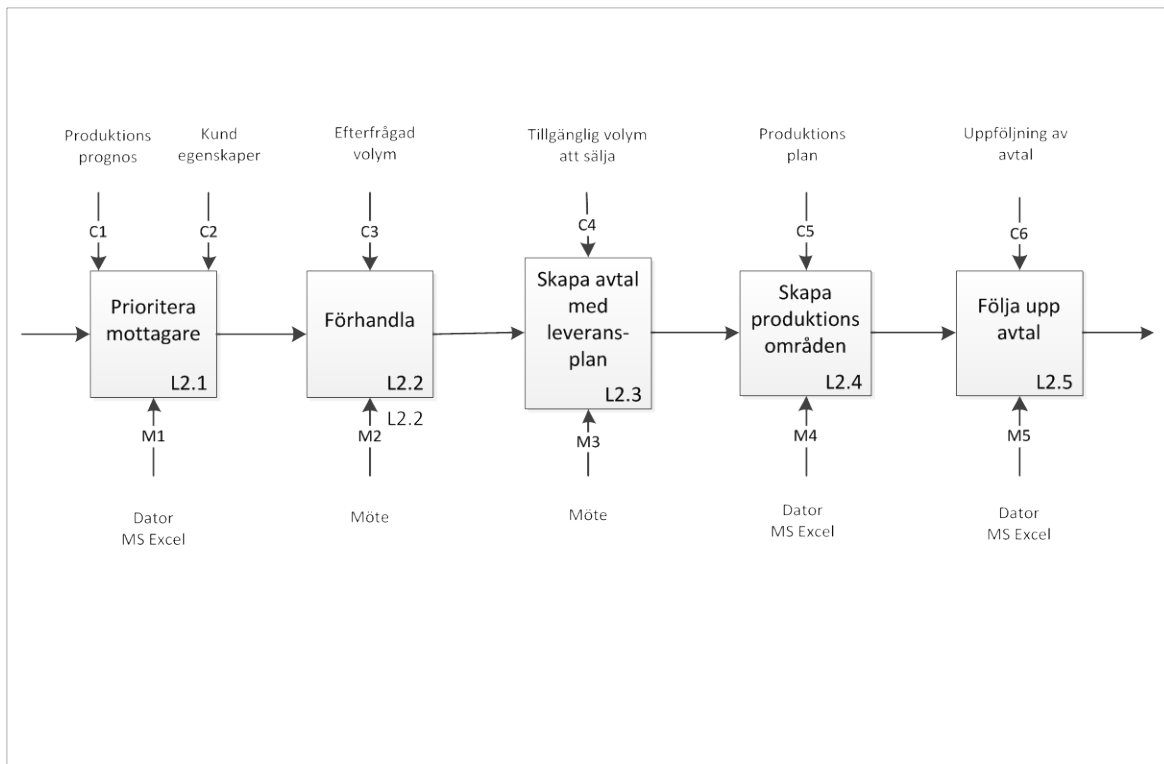 Produktions
prognos
Kund
egenskaper
Efterfrågad
volym
Tillgänglig volym
att sälja
Produktions
plan
Uppföljning av
avtal
C1
C2
C3
C4
C5
C6
Prioritera
mottagare
L2.1
Förhandla
L2.2
L2.2
Skapa avtal
med
leverans-
plan
L2.3
Skapa
produktions
områden
L2.4
Följa upp
avtal
L2.5
M1
M2
M3
M4
M5
Dator
MS Excel
Möte
Möte
Dator
MS Excel
Dator
MS Excel